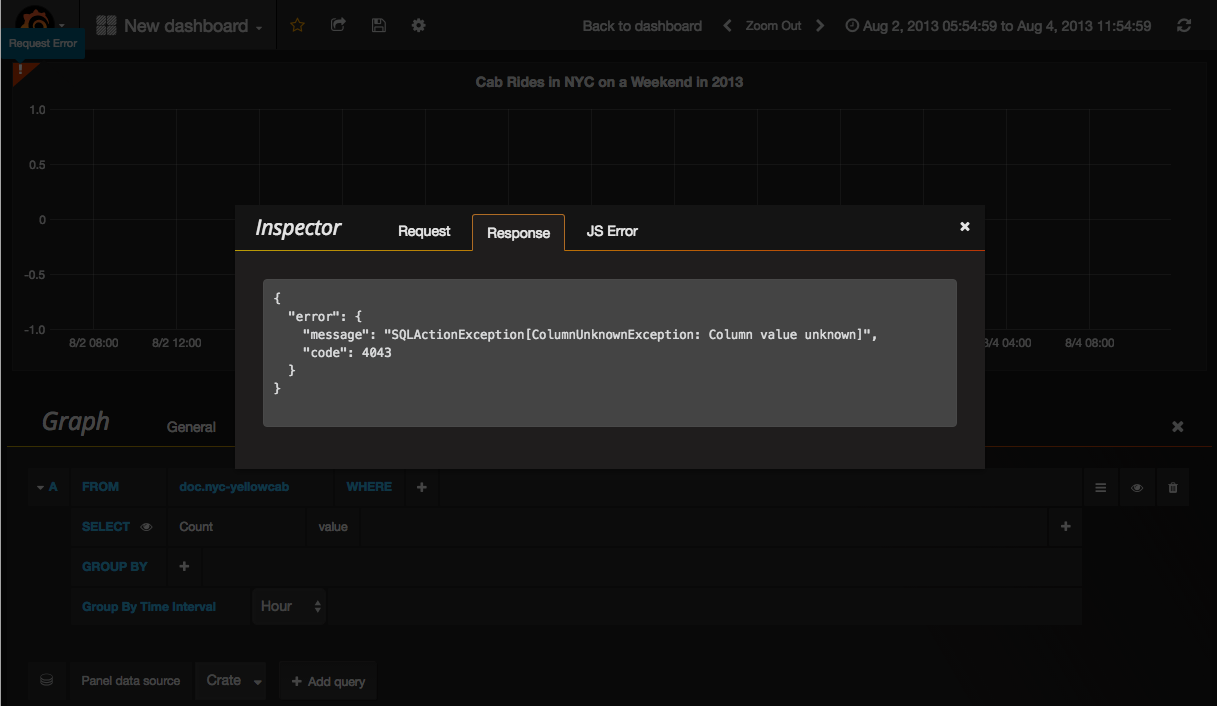 New dashboard
Back to dashboard Zoom Out Aug 2, 2013 05:54:59 to Aug 4, 2013 11:54:59
Request Error
!
Cab Rides in NYC on a Weekend in 2013
1.0
0.5
0
-0.5
-1.0
8/2 08:00 8/2 12:00 8/4 04:00 8/4 08:00
Inspector Request Response JS Error
{
"error": {
"message": "SQLActionException[ColumnUnknownException: Column value unknown]",
"code": 4043
}
}
Graph General
A FROM doc.nyc-yellowcab WHERE +
SELECT Count value +
GROUP BY +
Group By Time Interval Hour
Panel data source Crate + Add query